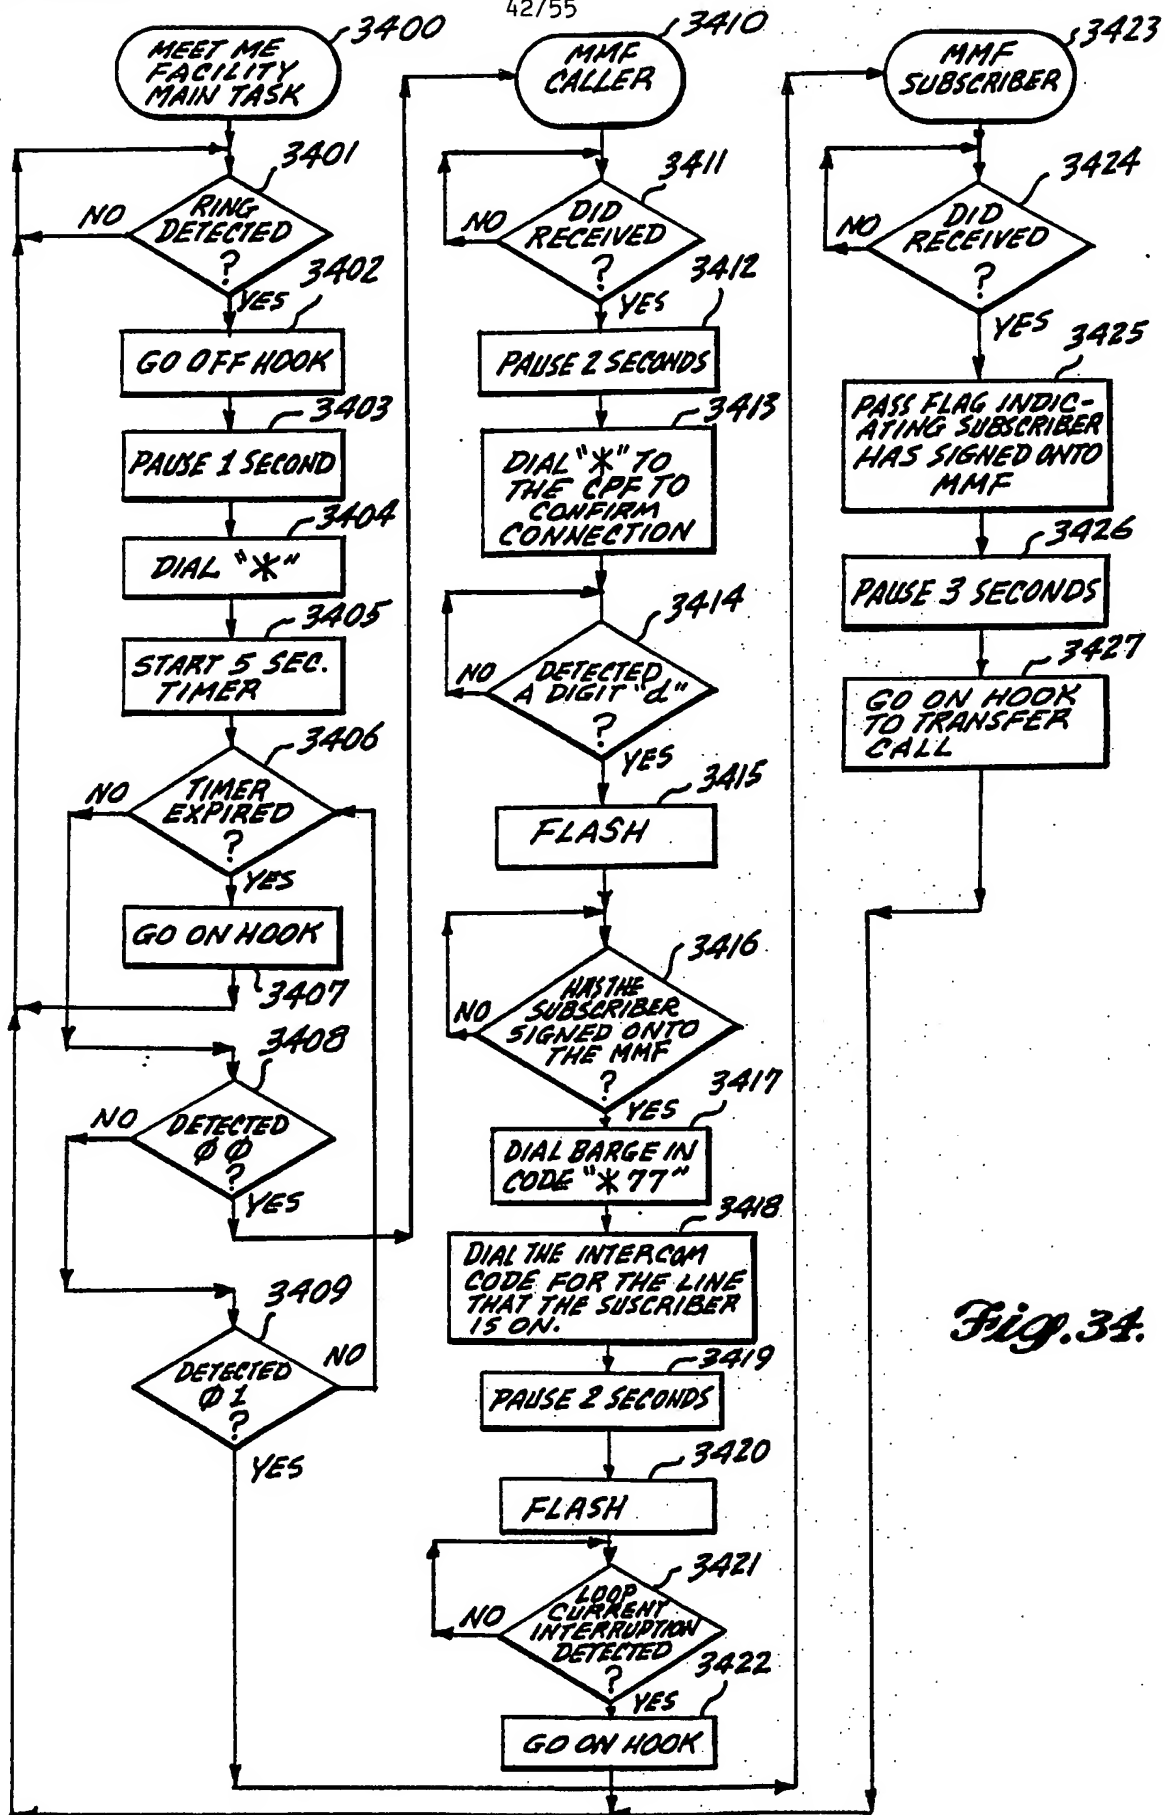 42/55
3400
MEET ME
FACILITY
MAIN TASK
3401
RING
DETECTED
?
NO
YES
3402
GO OFF HOOK
3403
PAUSE 1 SECOND
3404
DIAL "*"
3405
START 5 SEC.
TIMER
3406
TIMER
EXPIRED
?
NO
YES
GO ON HOOK
3407
3408
DETECTED
ØØ
?
NO
YES
3409
DETECTED
Ø1
?
NO
YES
3410
MMF
CALLER
3411
DID
RECEIVED
?
NO
YES
3412
PAUSE 2 SECONDS
3413
DIAL "*" TO
THE CPF TO
CONFIRM
CONNECTION
3414
DETECTED
A DIGIT "d"
?
NO
YES
3415
FLASH
3416
HAS THE
SUBSCRIBER
SIGNED ONTO
THE MMF
?
NO
YES
3417
DIAL BARGE IN
CODE "*77"
3418
DIAL THE INTERCOM
CODE FOR THE LINE
THAT THE SUSCRIBER
IS ON.
3419
PAUSE 2 SECONDS
3420
FLASH
3421
LOOP
CURRENT
INTERRUPTION
DETECTED
?
NO
YES
3422
GO ON HOOK
3423
MMF
SUBSCRIBER
3424
DID
RECEIVED
?
NO
YES
3425
PASS FLAG INDIC-
ATING SUBSCRIBER
HAS SIGNED ONTO
MMF
3426
PAUSE 3 SECONDS
3427
GO ON HOOK
TO TRANSFER
CALL
Fig. 34.